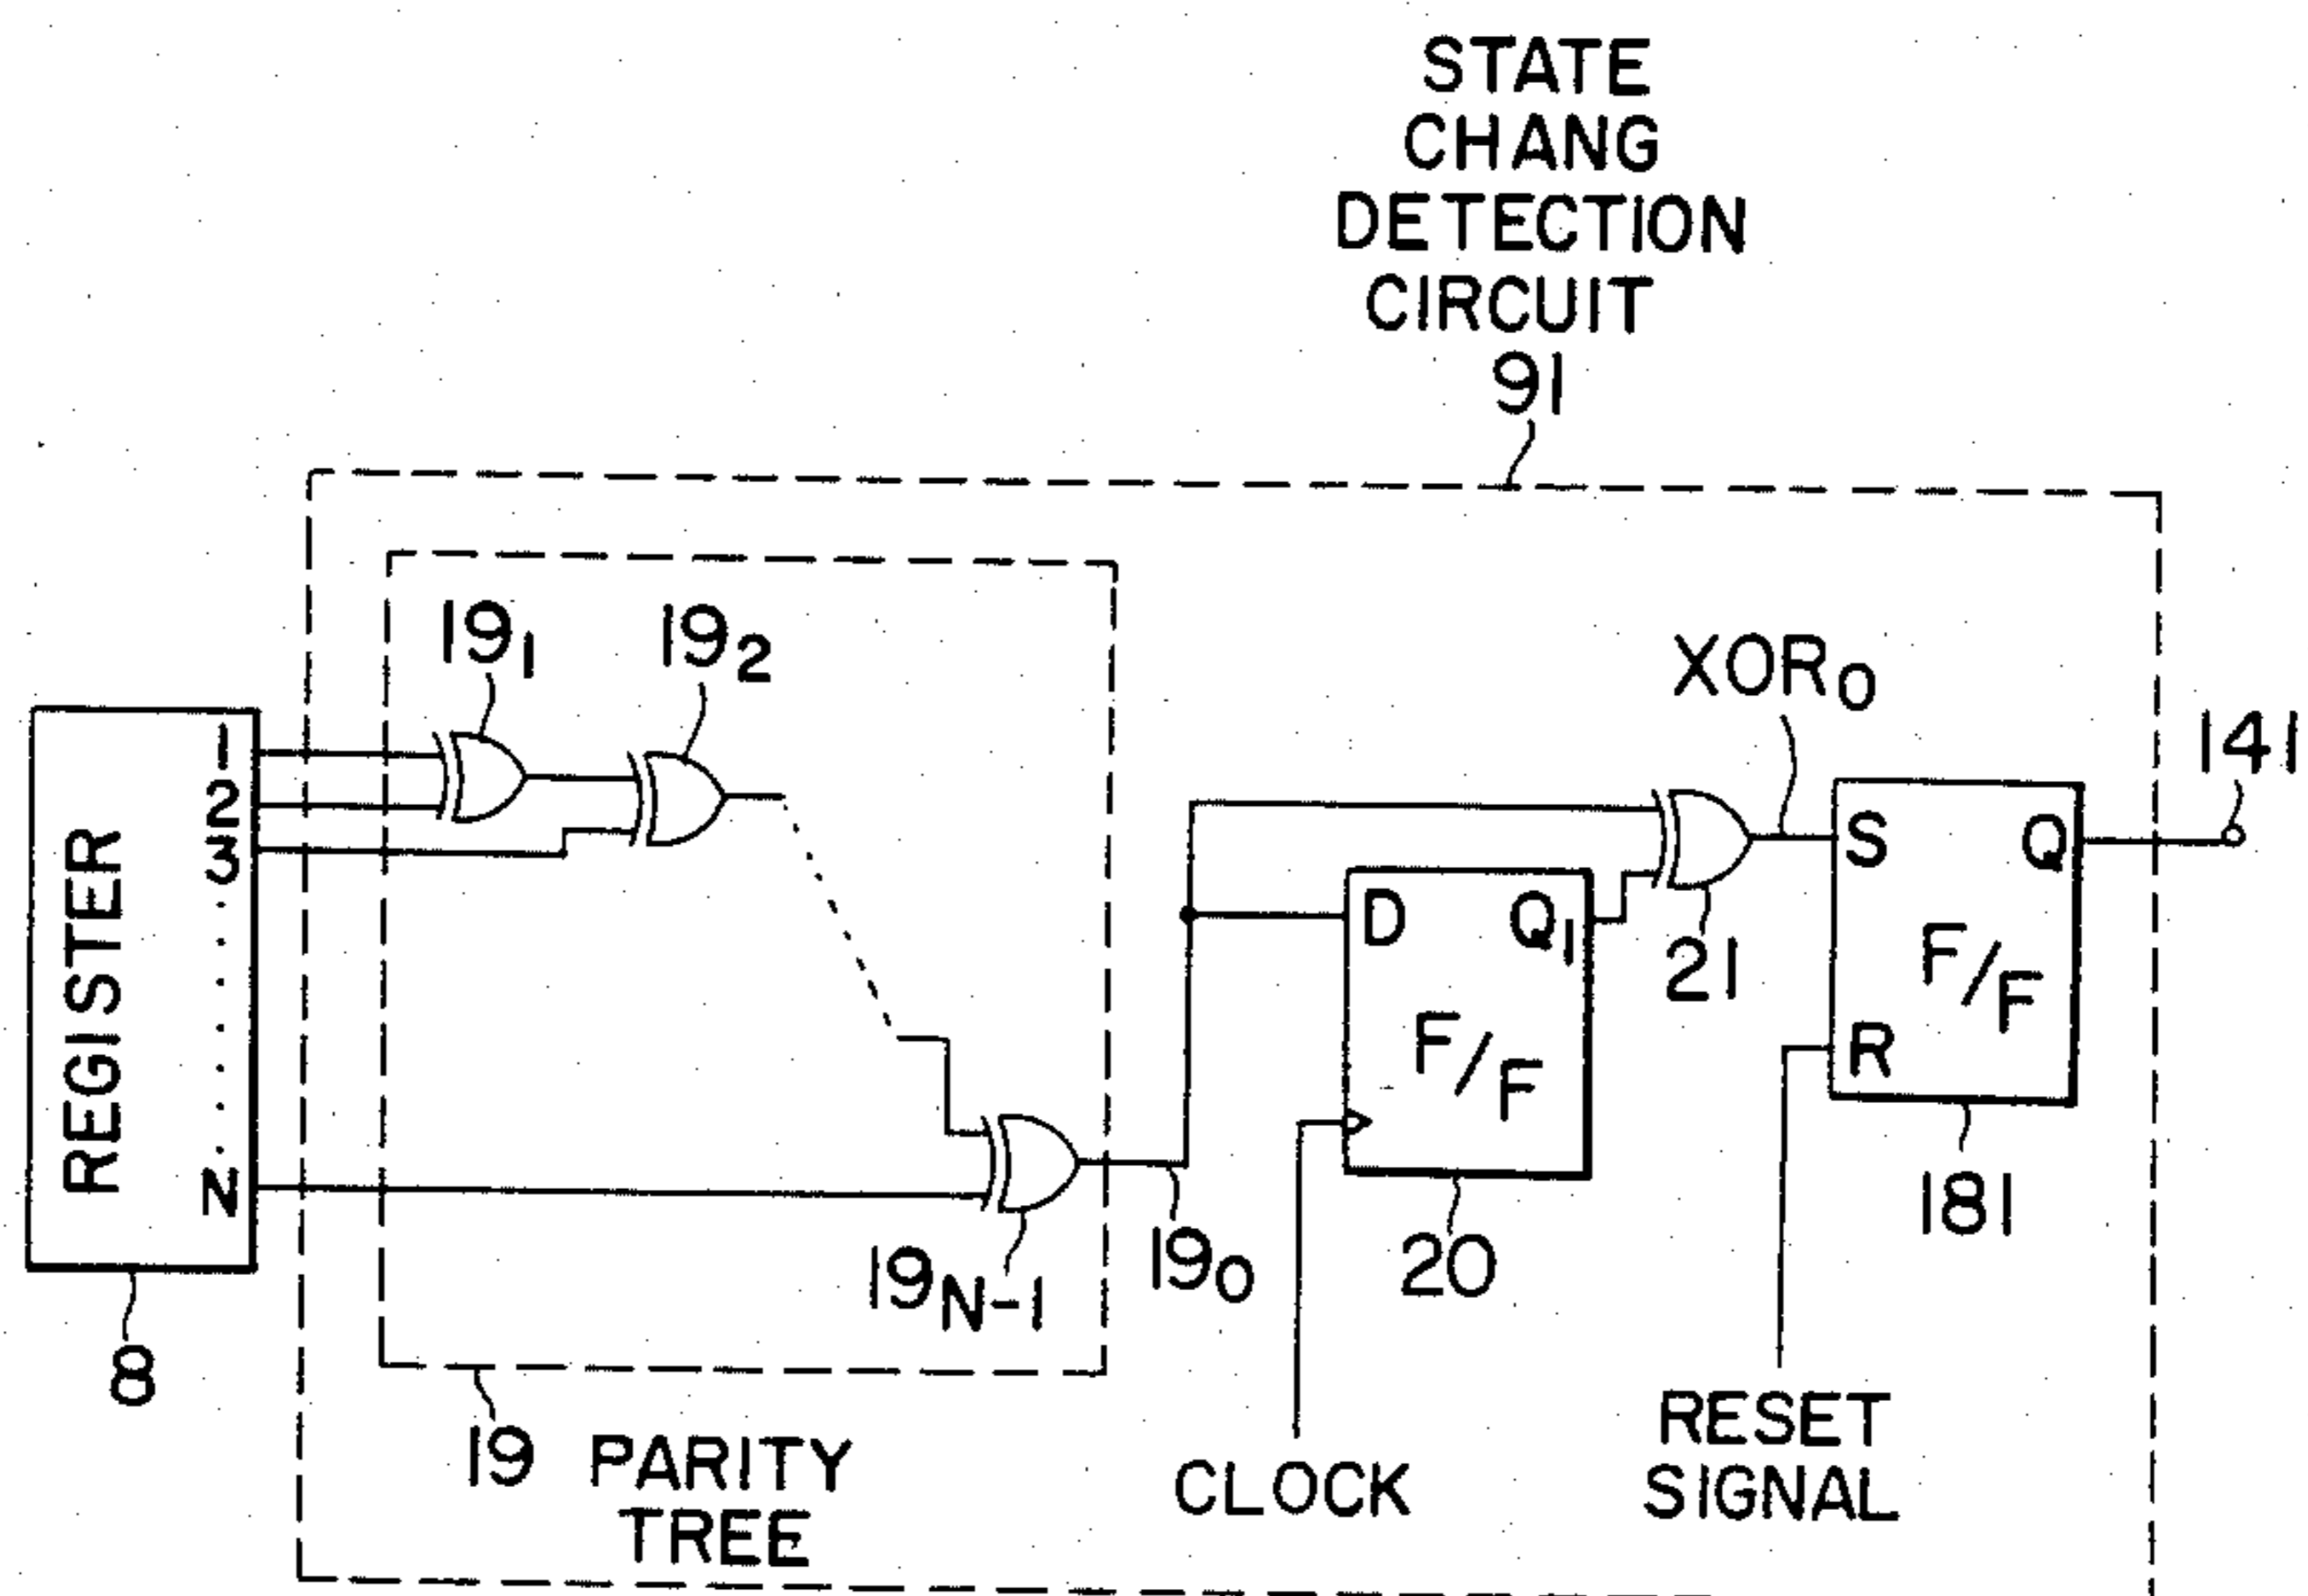 STATE
CHANG
DETECTION
CIRCUIT
91
19₁
19₂
XOR₀
141
1
2
3
N
REGISTER
8
S
Q
R
F/F
181
D
Q₁
F/F
20
21
19₀
19N-1
19 PARITY
TREE
CLOCK
RESET
SIGNAL